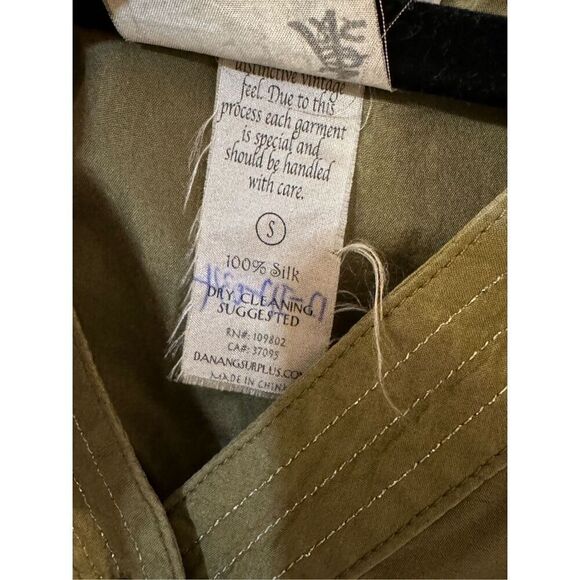 distinctive vintage
feel. Due to this
process each garment
is special and
should be handled
with care.
S
100% Silk
DRY CLEANING
SUGGESTED
RN#: 109802
CA#: 37095
DANANGSURPLUS.COM
MADE IN CHINA